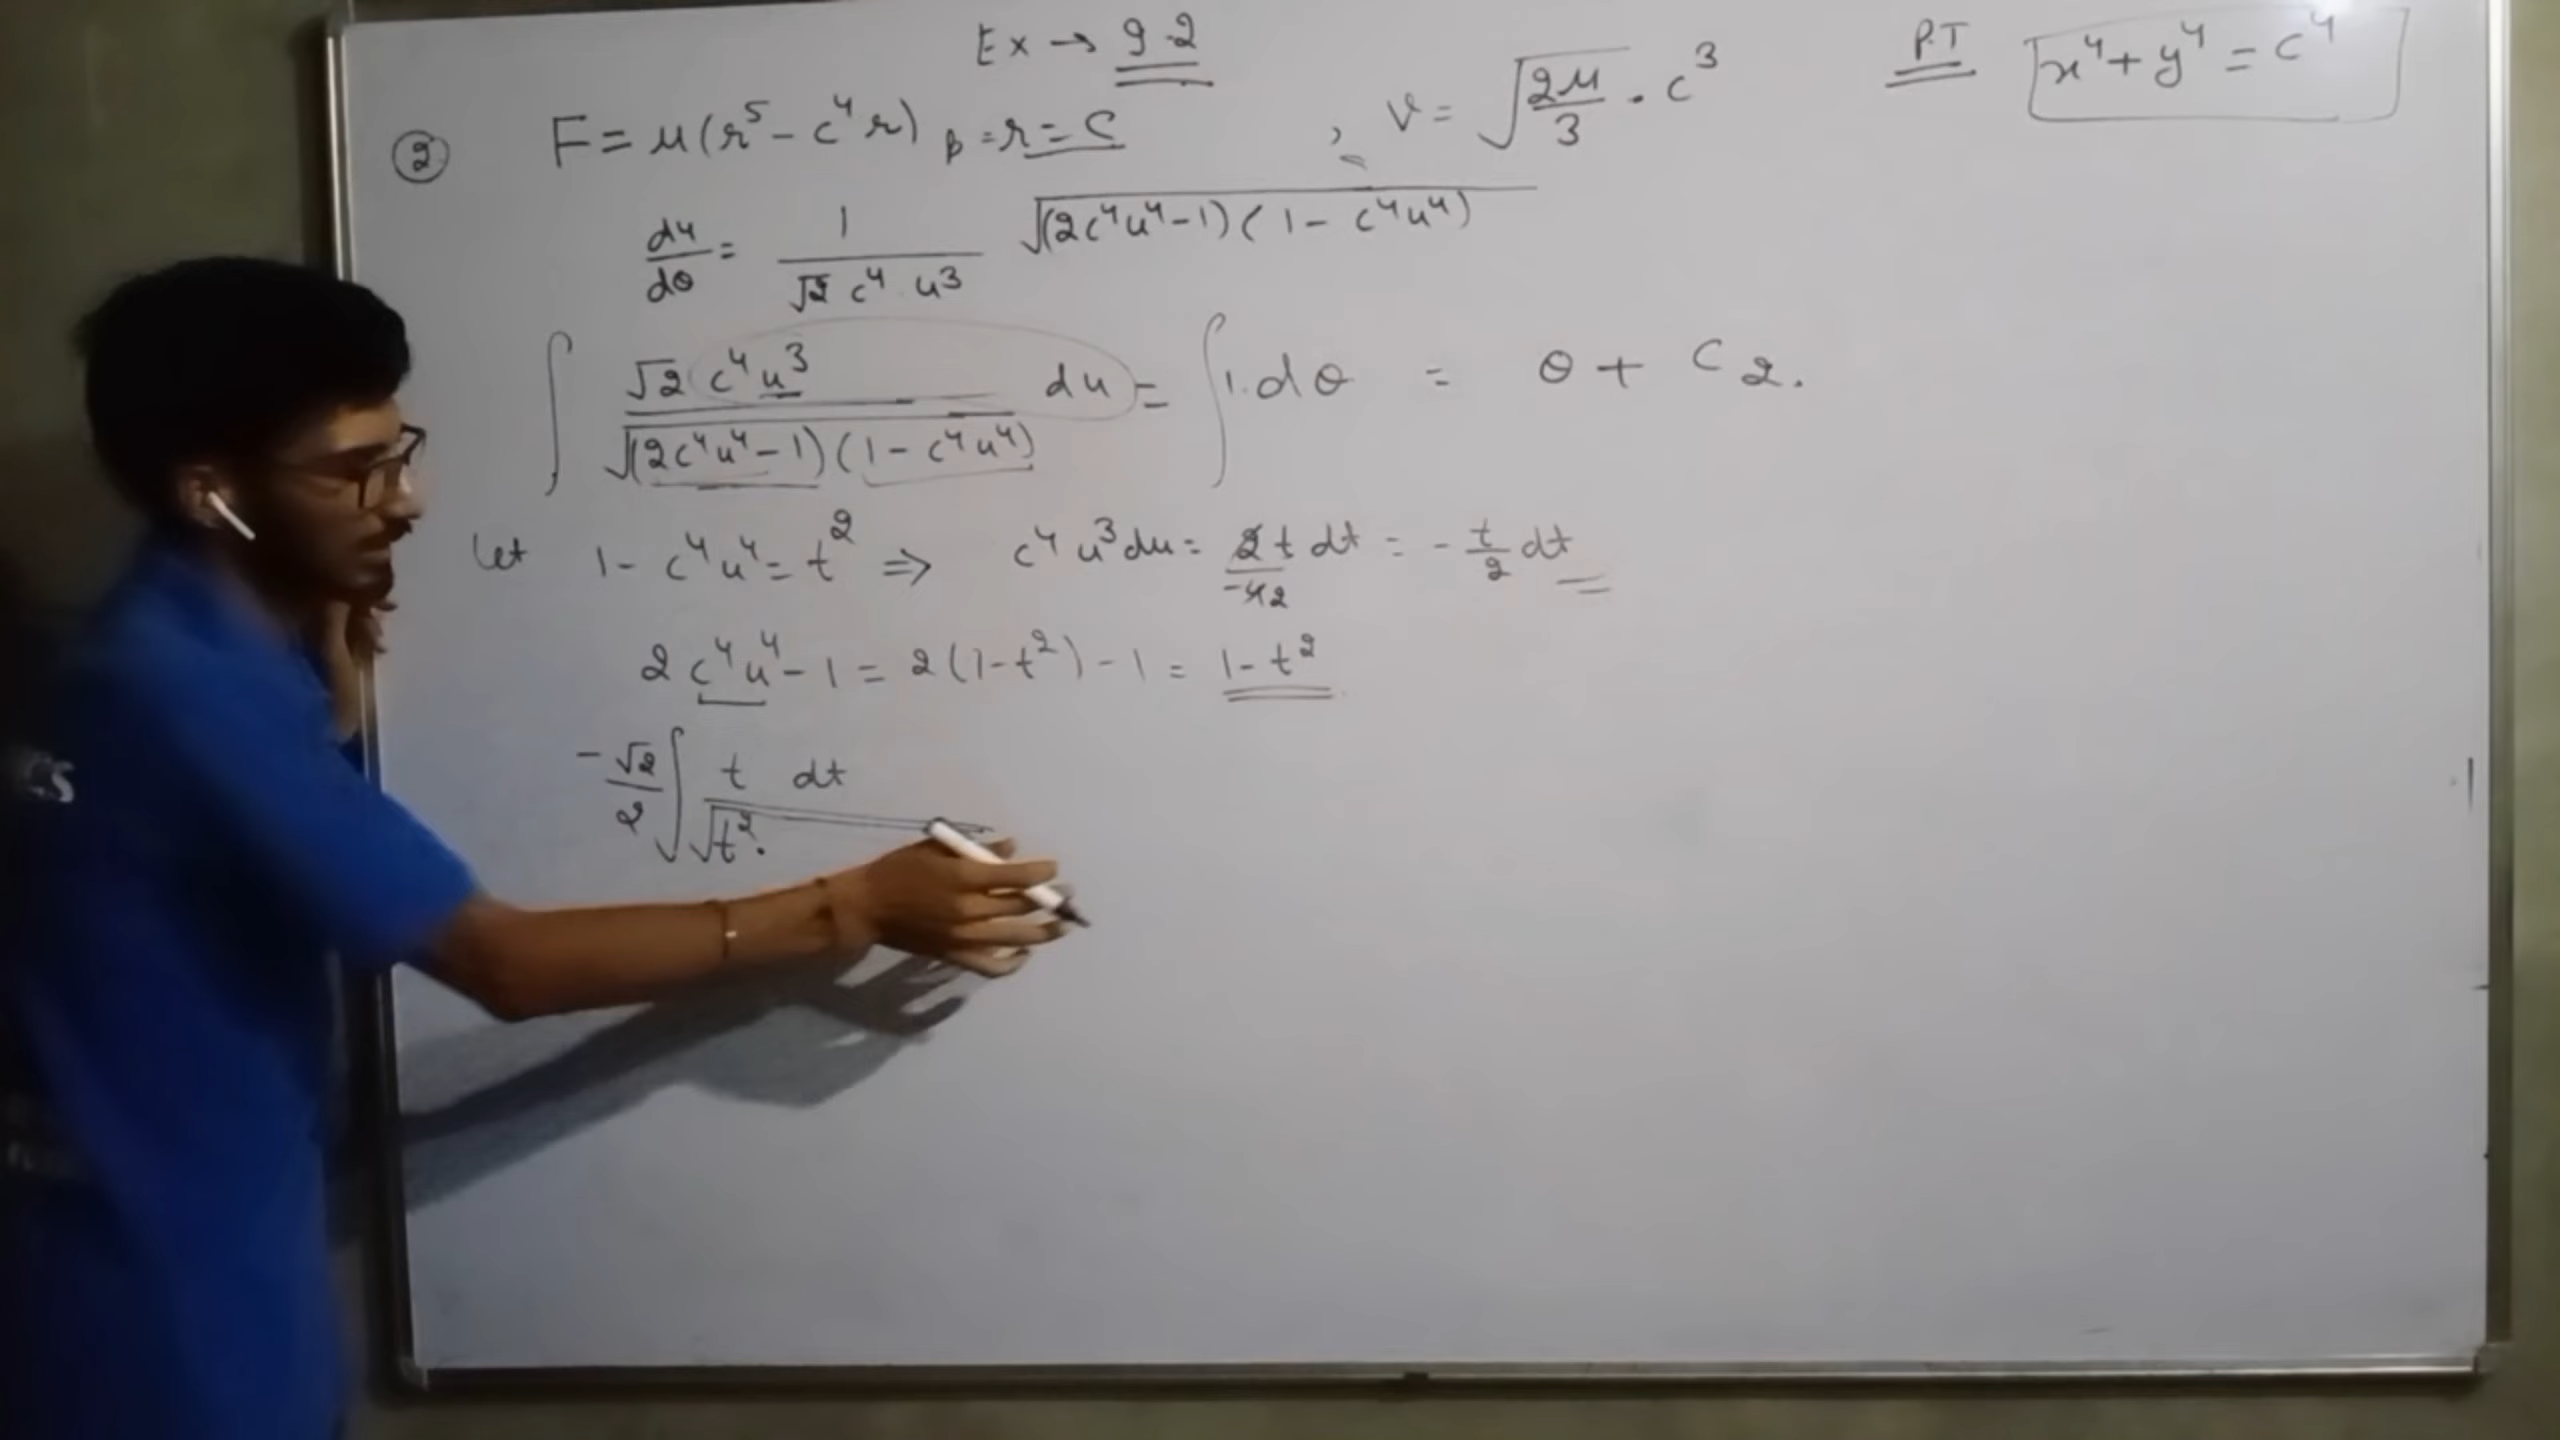 Ex → 9.2
② F = μ(r⁵ - c⁴r) p = r = c , v = √(2μ/3) . c³ P.T x⁴ + y⁴ = c⁴
du/dθ = 1/(√2 c⁴ . u³) √((2c⁴u⁴-1)(1 - c⁴u⁴))
∫ √2 c⁴u³/√((2c⁴u⁴-1)(1-c⁴u⁴)) du = ∫1.dθ = θ + C₂.
Let 1 - c⁴u⁴ = t² ⇒ c⁴u³du = 2t dt/-4 2 = - t/2 dt
2c⁴u⁴ - 1 = 2(1-t²) - 1 = 1 - t²
-√2/2 ∫ t dt/√(t².